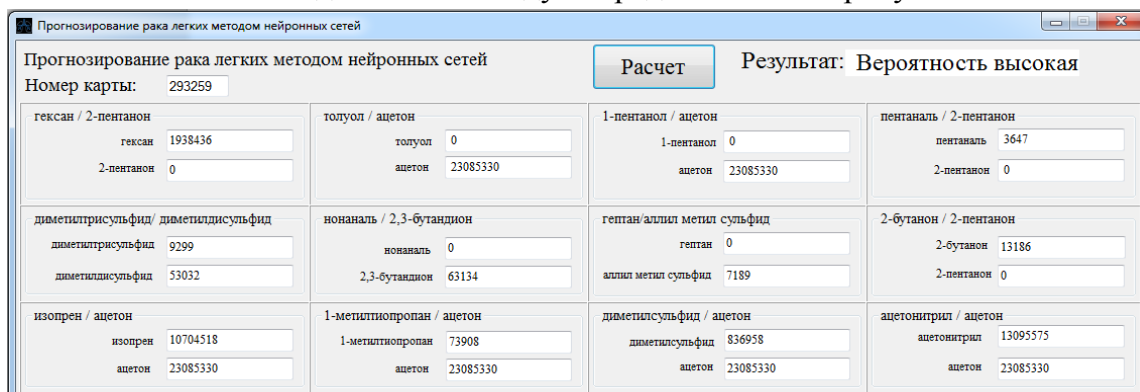 Прогнозирование рака легких методом нейронных сетей
Прогнозирование рака легких методом нейронных сетей
Расчет
Результат: Вероятность высокая
Номер карты: 293259
гексан / 2-пентанон
гексан 1938436
2-пентанон 0
толуол / ацетон
толуол 0
ацетон 23085330
1-пентанол / ацетон
1-пентанол 0
ацетон 23085330
пентаналь / 2-пентанон
пентаналь 3647
2-пентанон 0
диметилтрисульфид/ диметилдисульфид
диметилтрисульфид 9299
диметилдисульфид 53032
нонаналь / 2,3-бутандион
нонаналь 0
2,3-бутандион 63134
гептан/аллил метил сульфид
гептан 0
аллил метил сульфид 7189
2-бутанон / 2-пентанон
2-бутанон 13186
2-пентанон 0
изопрен / ацетон
изопрен 10704518
ацетон 23085330
1-метилтиопропан / ацетон
1-метилтиопропан 73908
ацетон 23085330
диметилсульфид / ацетон
диметилсульфид 836958
ацетон 23085330
ацетонитрил / ацетон
ацетонитрил 13095575
ацетон 23085330